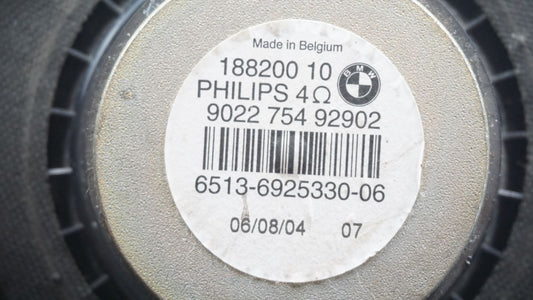 Made in Belgium
188200 10
BMW
PHILIPS 4Ω
9022 754 92902
6513-6925330-06
06/08/04 07